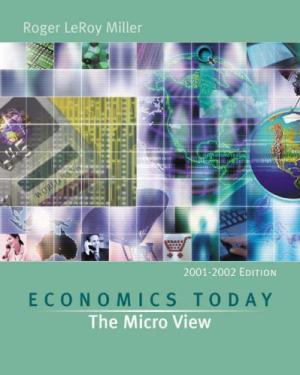 Roger LeRoy Miller
2001-2002 EDITION
ECONOMICS TODAY
The Micro View